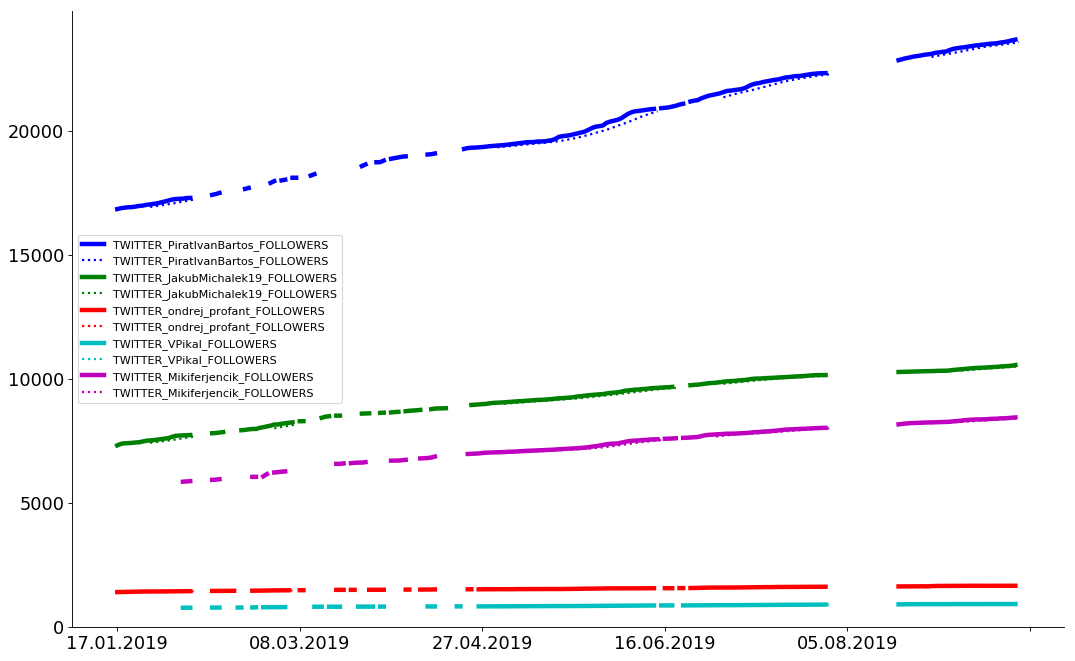 20000
15000
TWITTER_PiratIvanBartos_FOLLOWERS
TWITTER_PiratIvanBartos_FOLLOWERS
TWITTER_JakubMichalek19_FOLLOWERS
TWITTER_JakubMichalek19_FOLLOWERS
TWITTER_ondrej_profant_FOLLOWERS
TWITTER_ondrej_profant_FOLLOWERS
TWITTER_VPikal_FOLLOWERS
TWITTER_VPikal_FOLLOWERS
TWITTER_Mikiferjencik_FOLLOWERS
TWITTER_Mikiferjencik_FOLLOWERS
10000
5000
0
17.01.2019 08.03.2019 27.04.2019 16.06.2019 05.08.2019